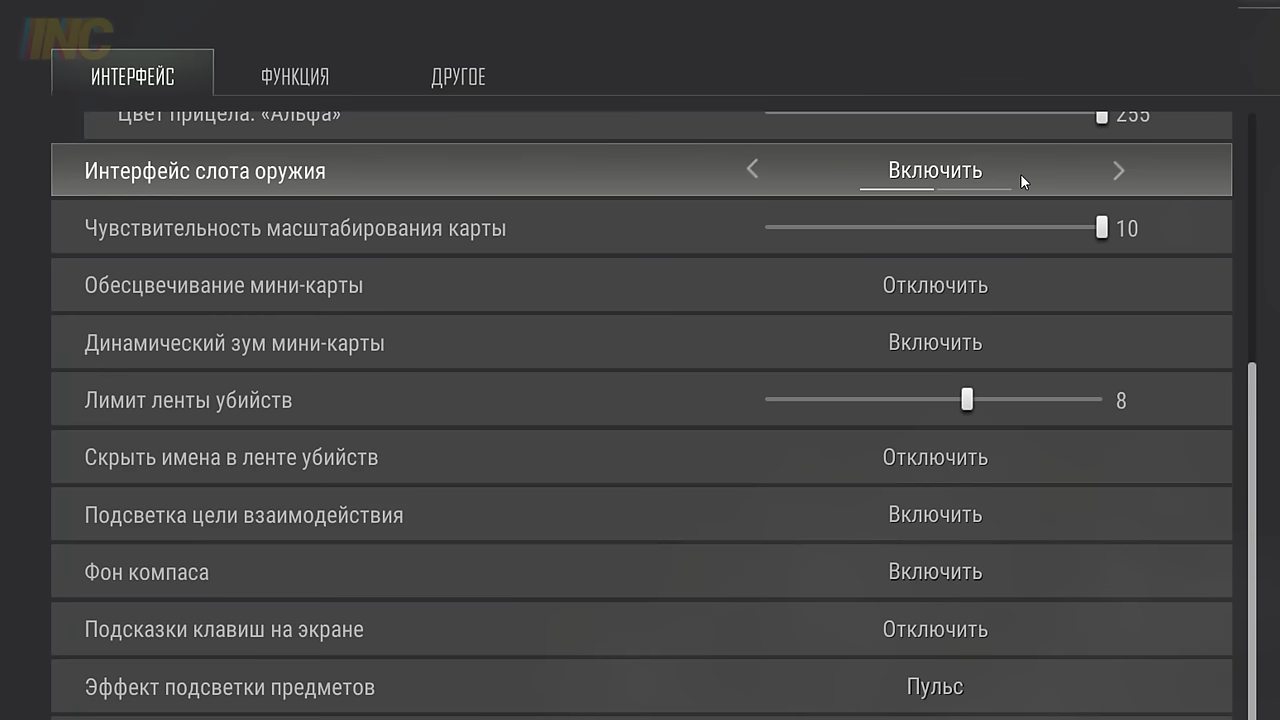 INC
ИНТЕРФЕЙС ФУНКЦИЯ ДРУГОЕ
Цвет прицела: «Альфа» 255
Интерфейс слота оружия Включить
Чувствительность масштабирования карты 10
Обесцвечивание мини-карты Отключить
Динамический зум мини-карты Включить
Лимит ленты убийств 8
Скрыть имена в ленте убийств Отключить
Подсветка цели взаимодействия Включить
Фон компаса Включить
Подсказки клавиш на экране Отключить
Эффект подсветки предметов Пульс